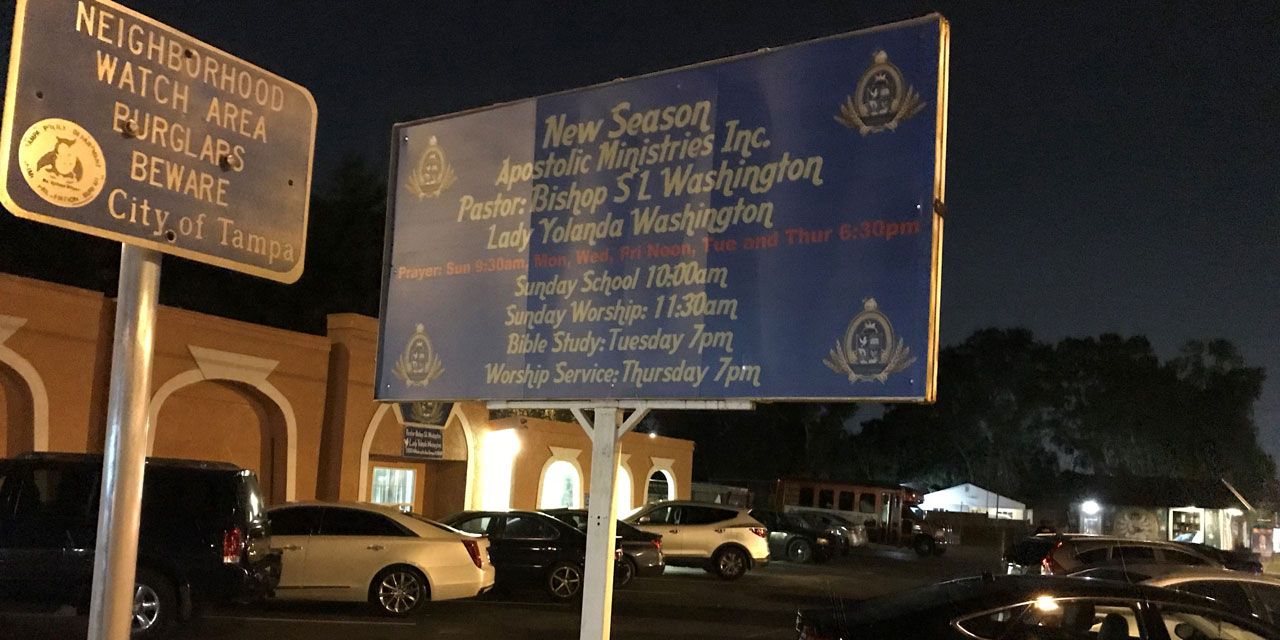 NEIGHBORHOOD
WATCH AREA
BURGLARS
BEWARE
City of Tampa
New Season
Apostolic Ministries Inc.
Pastor: Bishop S L Washington
Lady Yolanda Washington
Prayer: Sun 9:30am, Mon, Wed, Fri Noon, Tue and Thur 6:30pm
Sunday School 10:00am
Sunday Worship: 11:30am
Bible Study: Tuesday 7pm
Worship Service: Thursday 7pm